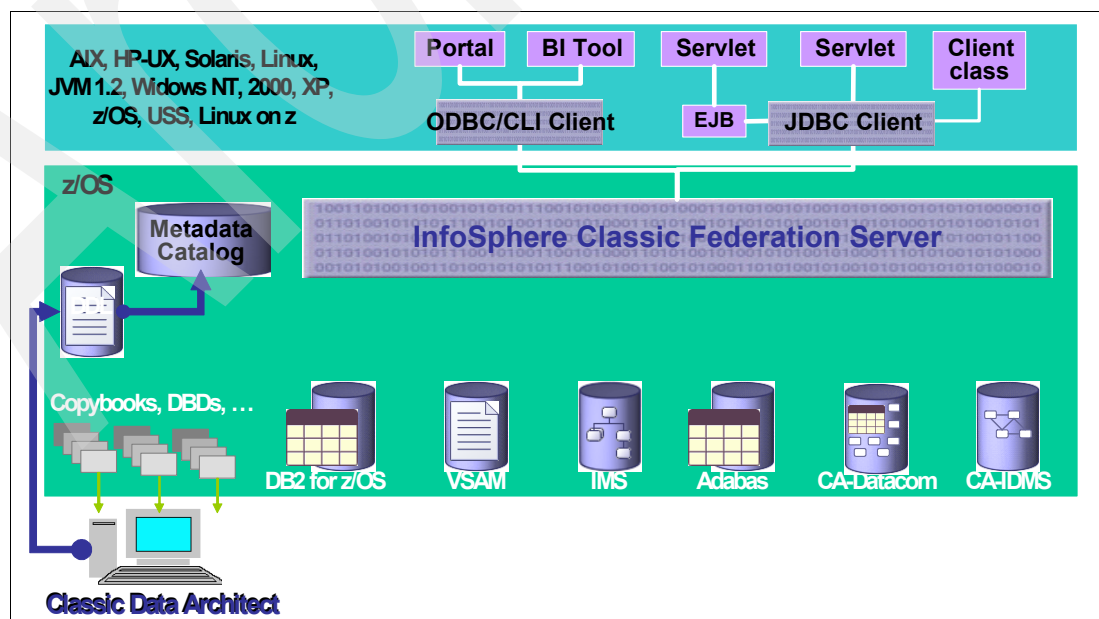 AIX, HP-UX, Solaris, Linux,
JVM 1.2, Widows NT, 2000, XP,
z/OS, USS, Linux on z
Portal
BI Tool
Servlet
Servlet
Client
class
ODBC/CLI Client
EJB
JDBC Client
z/OS
Metadata
Catalog
InfoSphere Classic Federation Server
DDL
Copybooks, DBDs, …
DB2 for z/OS
VSAM
IMS
Adabas
CA-Datacom
CA-IDMS
Classic Data Architect